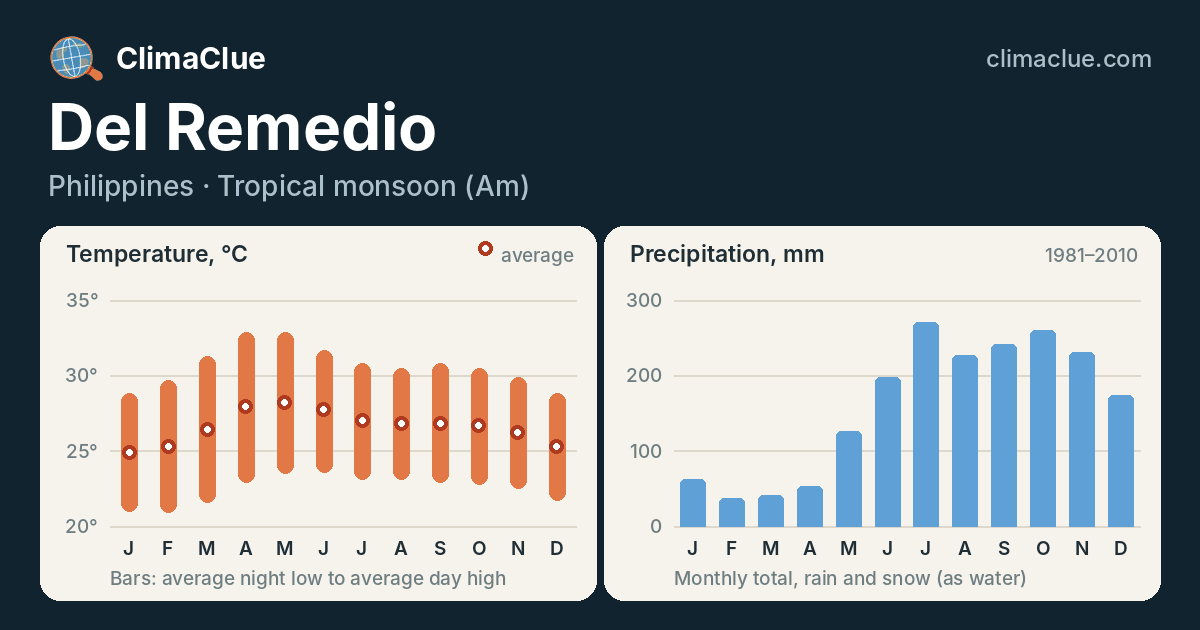 ClimaClue
climaclue.com
Del Remedio
Philippines · Tropical monsoon (Am)
Temperature, °C
average
35°
30°
25°
20°
J F M A M J J A S O N D
Bars: average night low to average day high
Precipitation, mm
1981–2010
300
200
100
0
J F M A M J J A S O N D
Monthly total, rain and snow (as water)